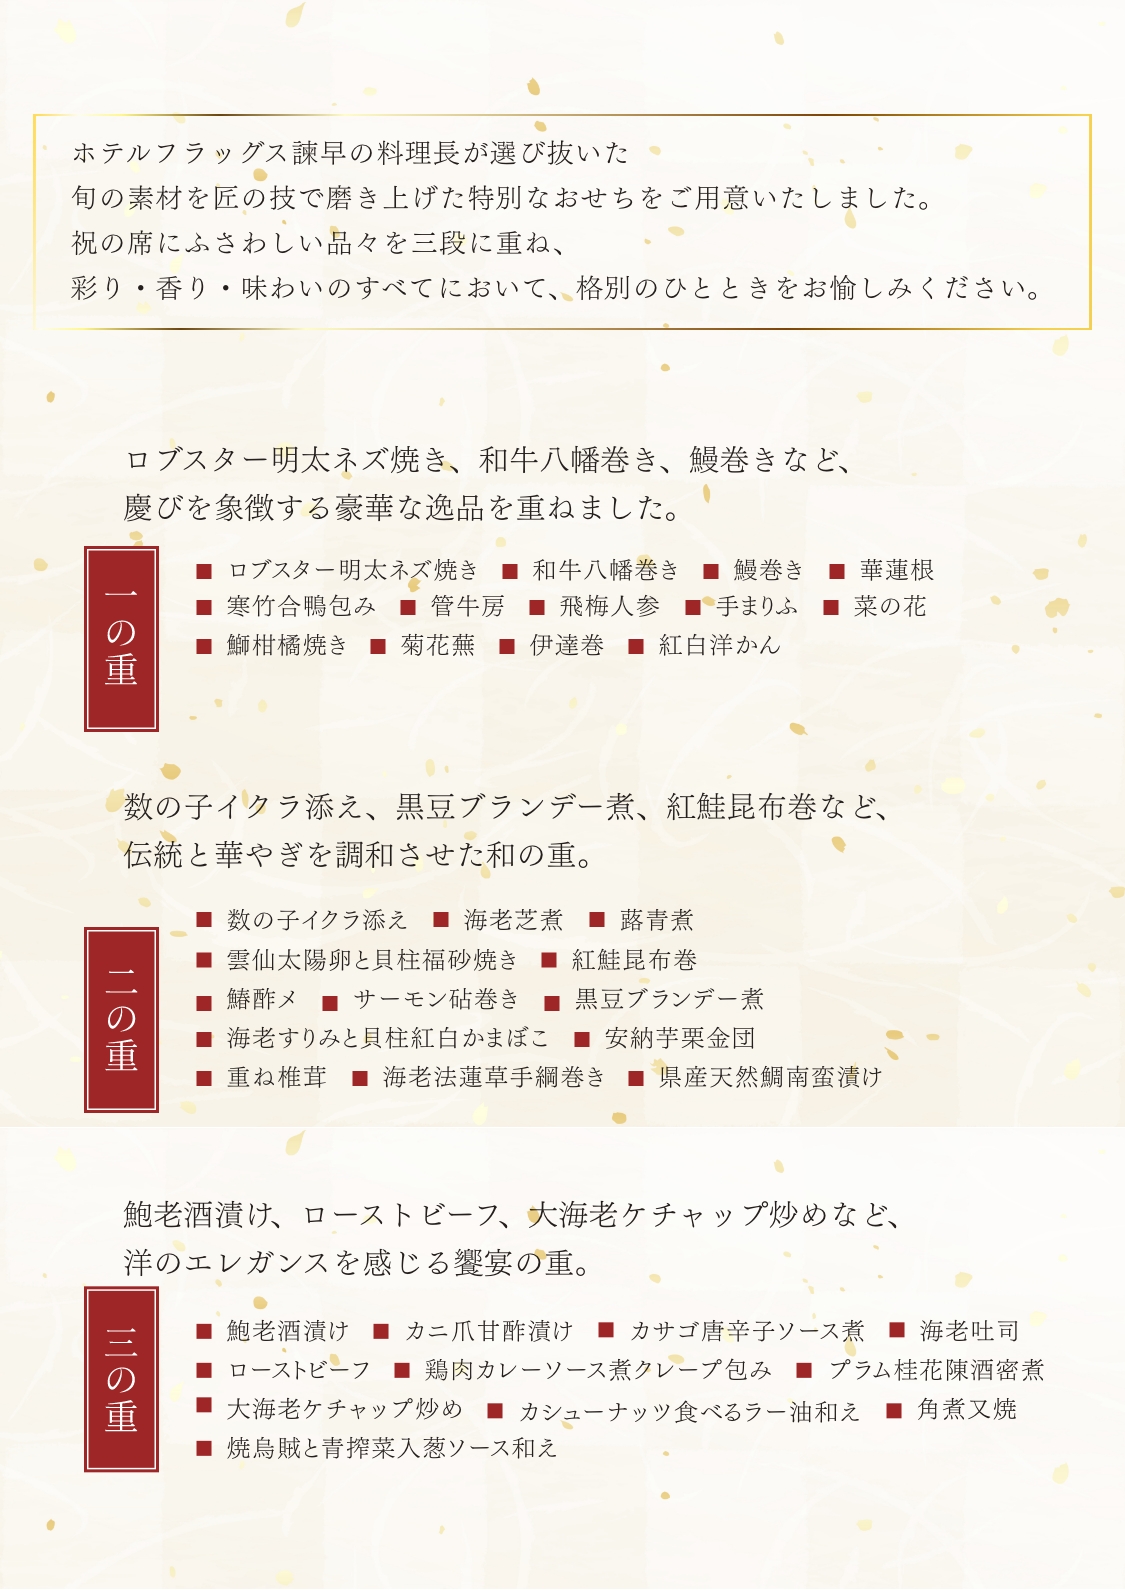 ホテルフラッグス諫早の料理長が選び抜いた
旬の素材を匠の技で磨き上げた特別なおせちをご用意いたしました。
祝の席にふさわしい品々を三段に重ね、
彩り・香り・味わいのすべてにおいて、格別のひとときをお愉しみください。
ロブスター明太ネズ焼き、和牛八幡巻き、鰻巻きなど、
慶びを象徴する豪華な逸品を重ねました。
一の重
■ ロブスター明太ネズ焼き ■ 和牛八幡巻き ■ 鰻巻き ■ 華蓮根
■ 寒竹合鴨包み ■ 管牛房 ■ 飛梅人参 ■ 手まりふ ■ 菜の花
■ 鰤柑橘焼き ■ 菊花蕪 ■ 伊達巻 ■ 紅白洋かん
数の子イクラ添え、黒豆ブランデー煮、紅鮭昆布巻など、
伝統と華やぎを調和させた和の重。
二の重
■ 数の子イクラ添え ■ 海老芝煮 ■ 蕗青煮
■ 雲仙太陽卵と貝柱福砂焼き ■ 紅鮭昆布巻
■ 鰆酢〆 ■ サーモン砧巻き ■ 黒豆ブランデー煮
■ 海老すりみと貝柱紅白かまぼこ ■ 安納芋栗金団
■ 重ね椎茸 ■ 海老法蓮草手綱巻き ■ 県産天然鯛南蛮漬け
鮑老酒漬け、ローストビーフ、大海老ケチャップ炒めなど、
洋のエレガンスを感じる饗宴の重。
三の重
■ 鮑老酒漬け ■ カニ爪甘酢漬け ■ カサゴ唐辛子ソース煮 ■ 海老吐司
■ ローストビーフ ■ 鶏肉カレーソース煮クレープ包み ■ プラム桂花陳酒密煮
■ 大海老ケチャップ炒め ■ カシューナッツ食べるラー油和え ■ 角煮又焼
■ 焼烏賊と青搾菜入葱ソース和え